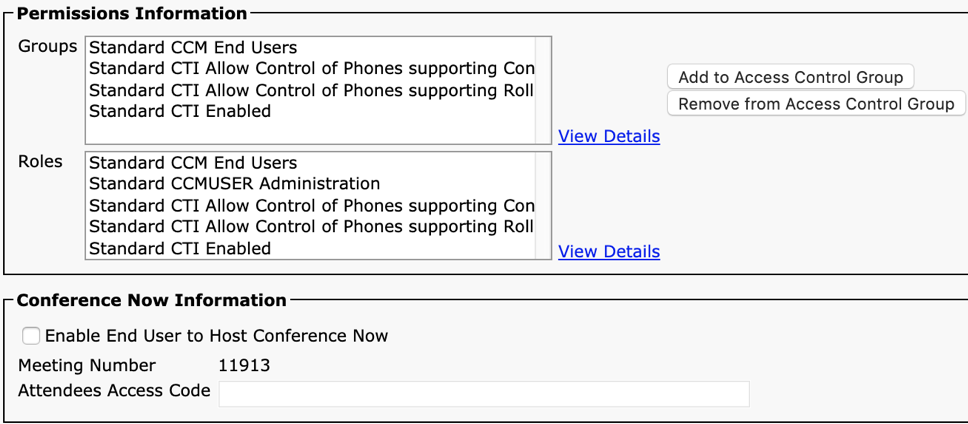 Permissions Information
Groups
Standard CCM End Users
Standard CTI Allow Control of Phones supporting Con
Standard CTI Allow Control of Phones supporting Roll
Standard CTI Enabled
Add to Access Control Group
Remove from Access Control Group
View Details
Roles
Standard CCM End Users
Standard CCMUSER Administration
Standard CTI Allow Control of Phones supporting Con
Standard CTI Allow Control of Phones supporting Roll
Standard CTI Enabled
View Details
Conference Now Information
Enable End User to Host Conference Now
Meeting Number 11913
Attendees Access Code